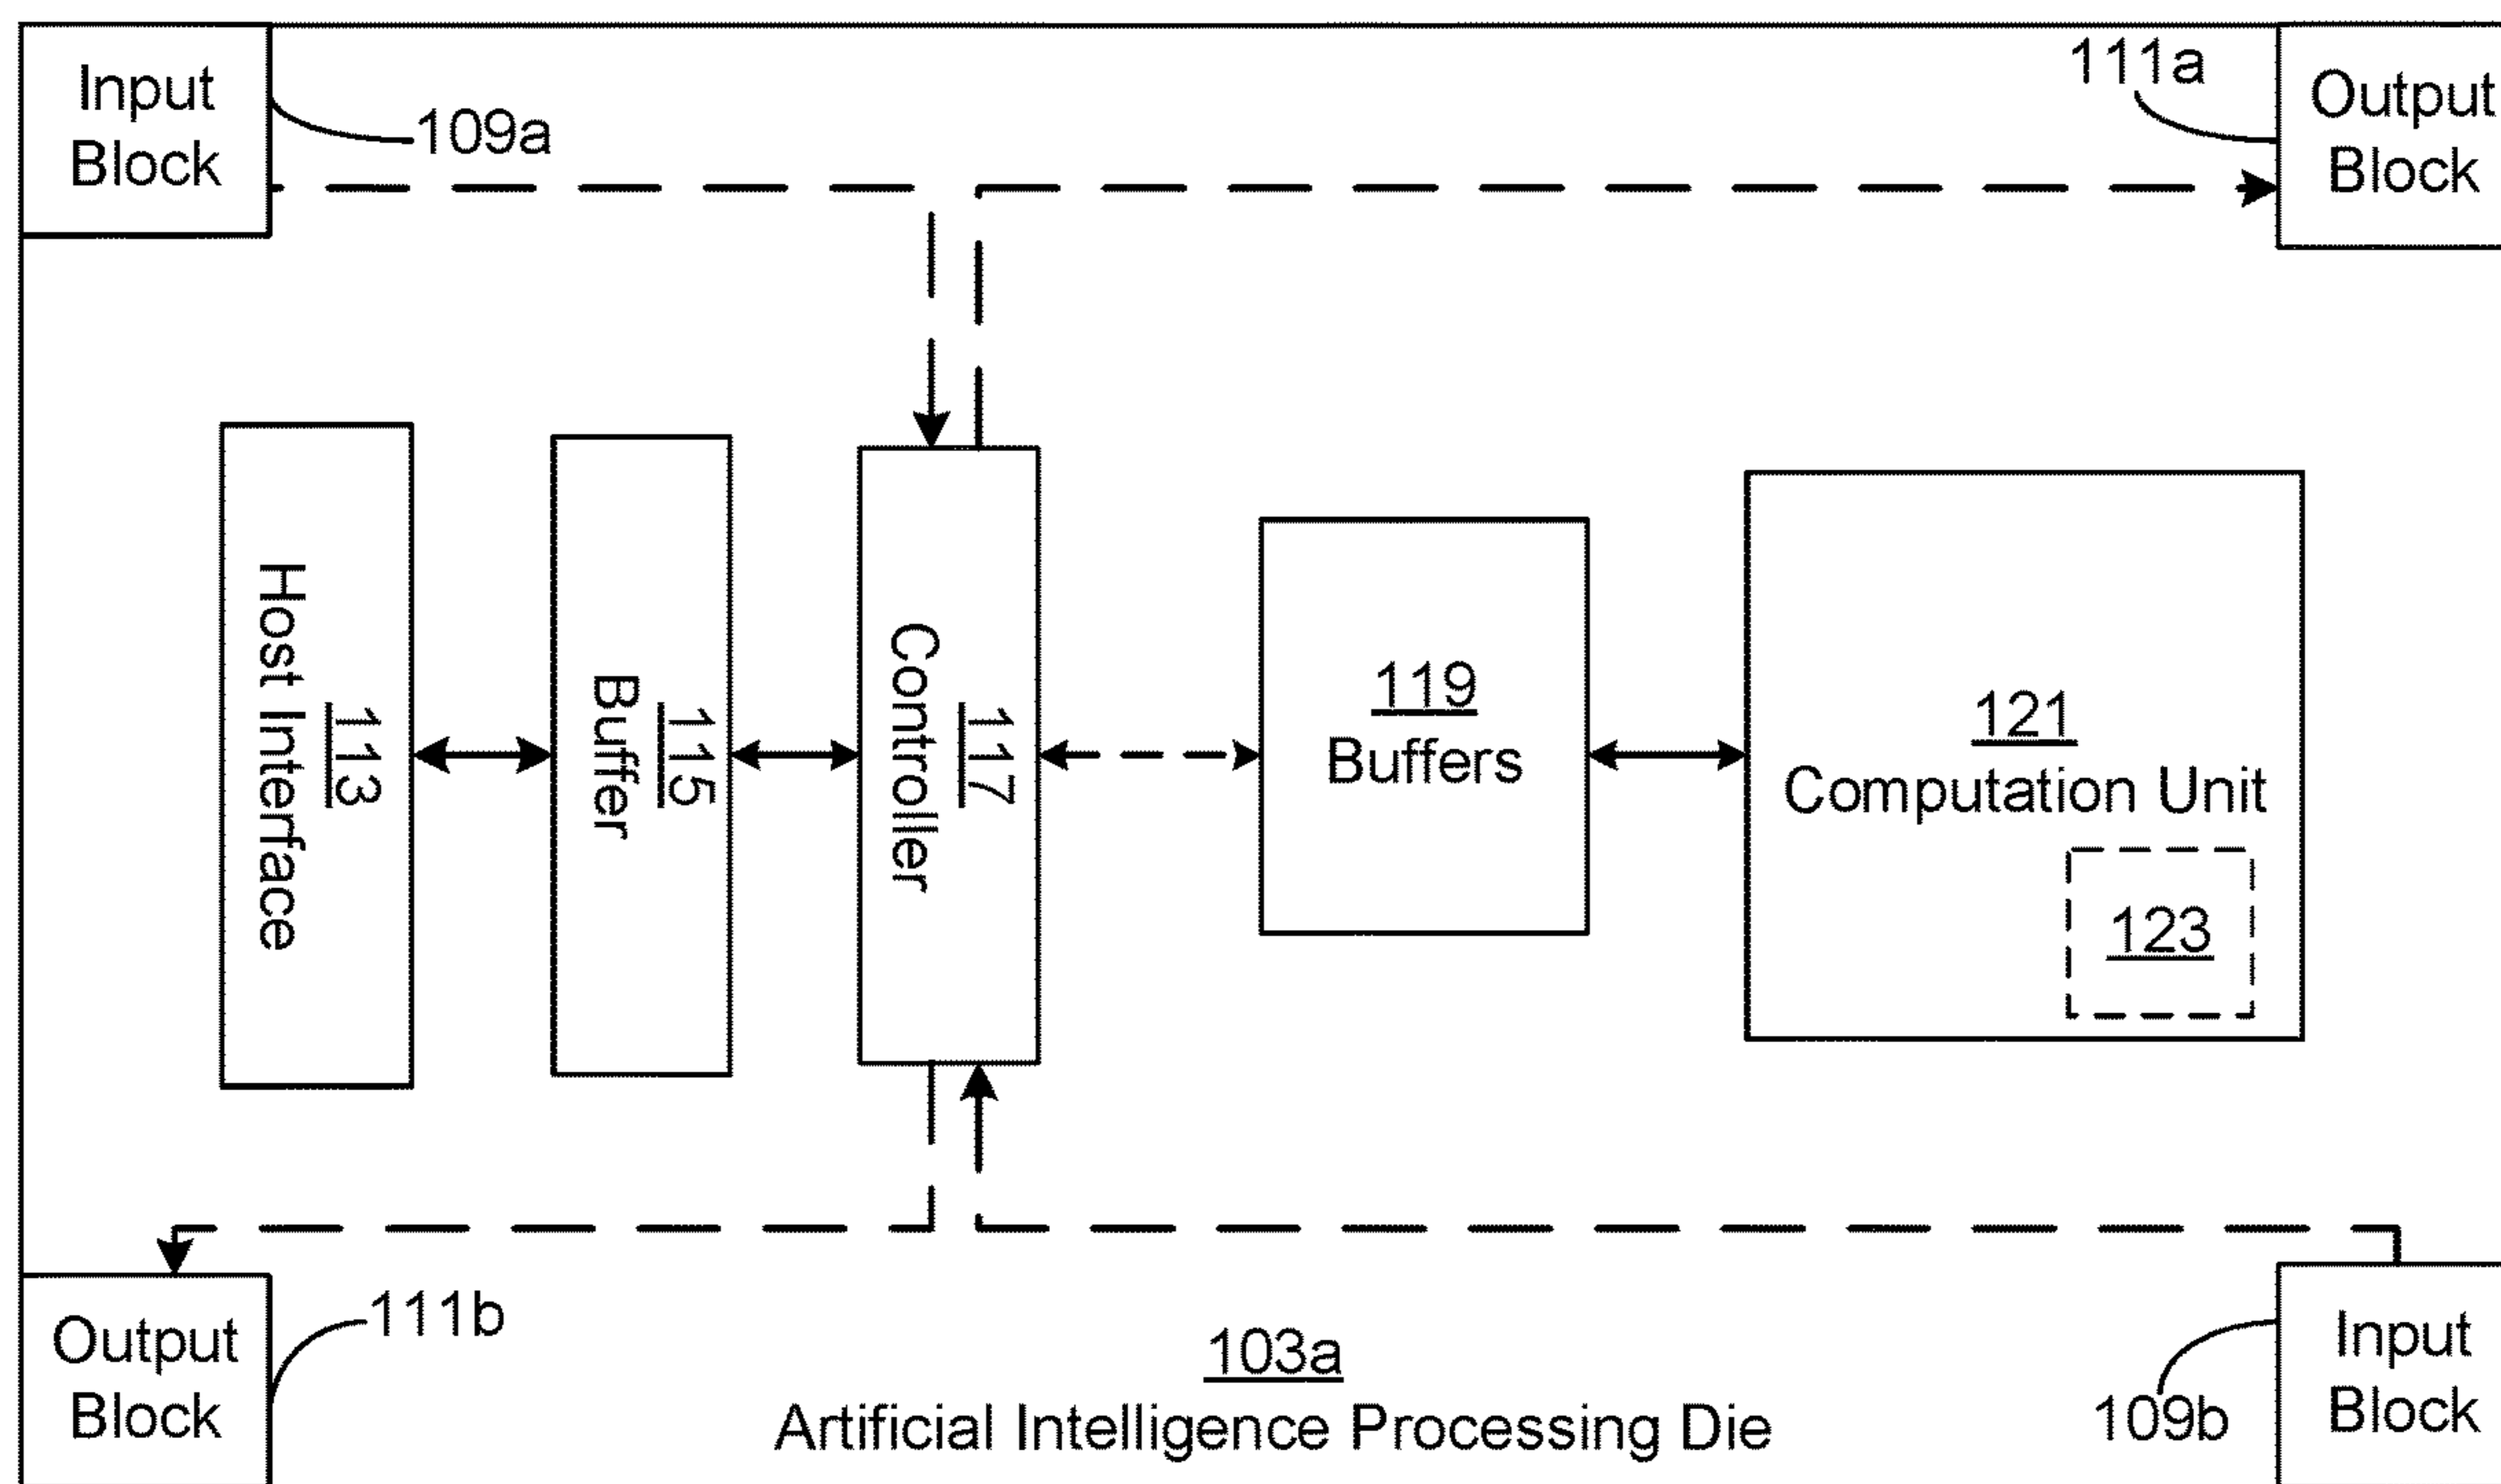 Input
Block
109a
111a
Output
Block
113
Host Interface
115
Buffer
117
Controller
119
Buffers
121
Computation Unit
123
Output
Block
111b
103a
Artificial Intelligence Processing Die
109b
Input
Block